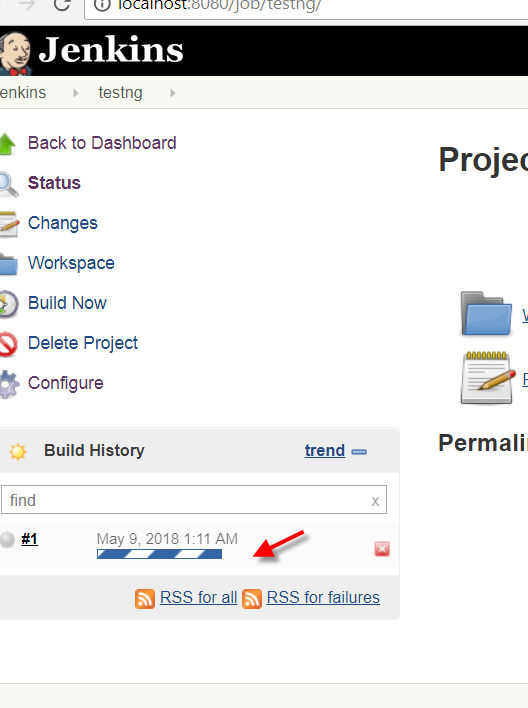 localhost:8080/job/testng/
Jenkins
enkins testng
Back to Dashboard
Status
Changes
Workspace
Build Now
Delete Project
Configure
Projec
Build History trend
find x
#1 May 9, 2018 1:11 AM
RSS for all RSS for failures
Permali